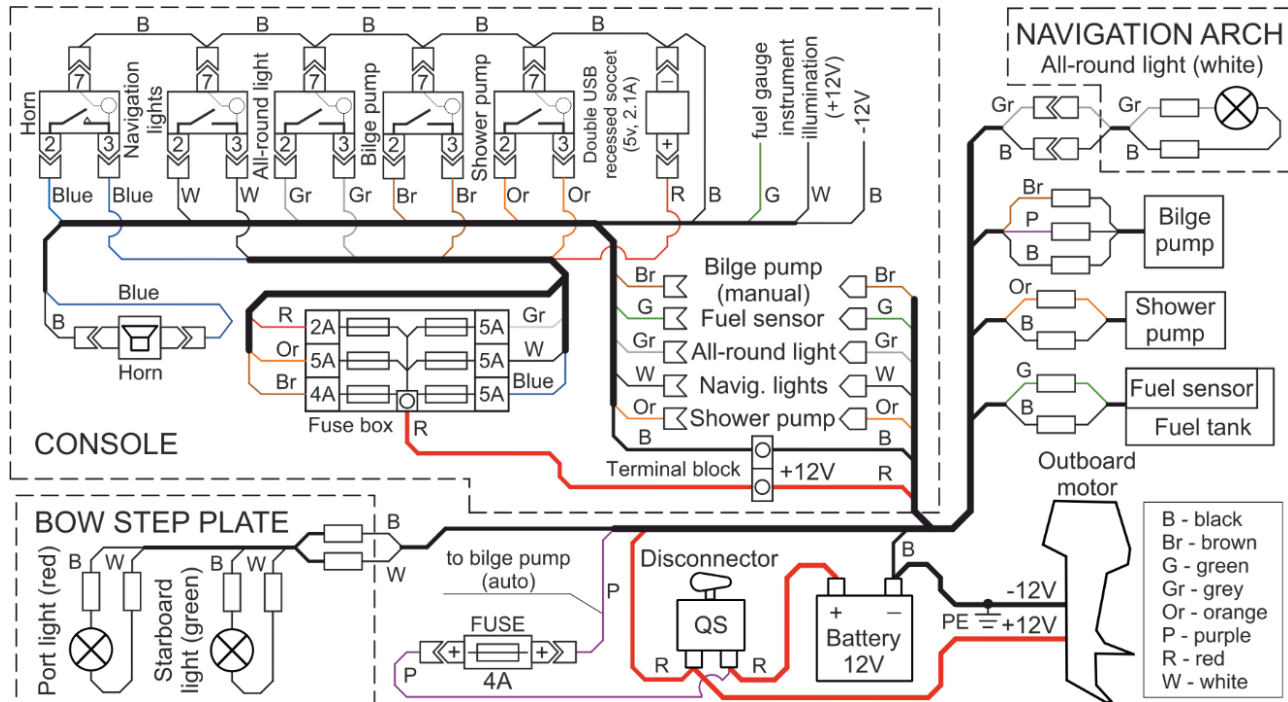 B
B
B
B
B
7
7
7
7
7
–
2
3
2
3
2
3
2
3
2
3
+
Horn
Navigation
lights
All-round light
Bilge pump
Shower pump
Double USB
recessed soccet
(5v, 2.1A)
fuel gauge
instrument
illumination
(+12V)
-12V
Blue
Blue
W
W
Gr
Gr
Br
Br
Or
Or
R
B
G
W
B
Blue
B
Horn
R
2A
5A
Gr
Or
5A
5A
W
Br
4A
5A
Blue
Fuse box
R
Br
Bilge pump
(manual)
Br
G
Fuel sensor
G
Gr
All-round light
Gr
W
Navig. lights
W
Or
Shower pump
Or
B
B
Terminal block
+12V
R
CONSOLE
NAVIGATION ARCH
All-round light (white)
Gr
Gr
B
B
Br
P
B
Bilge
pump
Or
B
Shower
pump
G
B
Fuel sensor
Fuel tank
Outboard
motor
BOW STEP PLATE
B
W
B
W
B
W
Port light (red)
Starboard
light (green)
to bilge pump
(auto)
P
FUSE
+
+
4A
P
Disconnector
QS
R
R
B
+
–
Battery
12V
-12V
PE
+12V
B - black
Br - brown
G - green
Gr - grey
Or - orange
P - purple
R - red
W - white